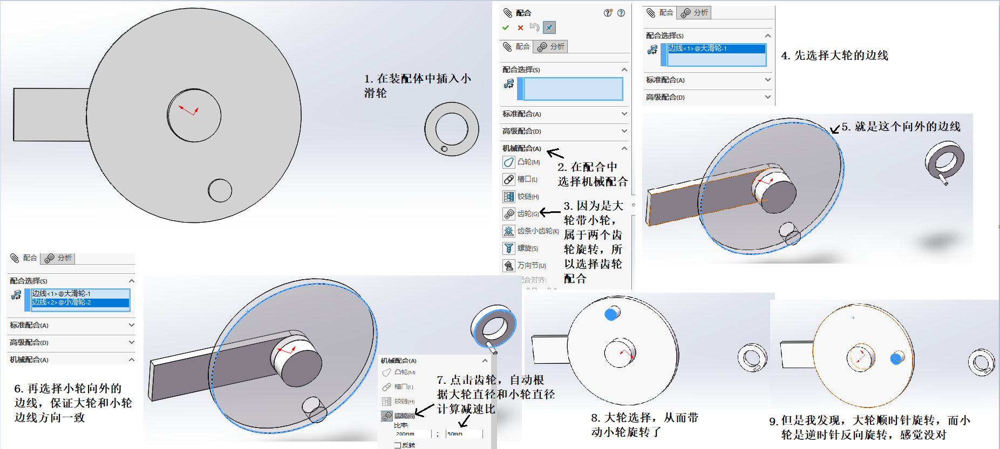 1. 在装配体中插入小
滑轮
配合
配合 分析
配合选择(S)
标准配合(A)
高级配合(D)
机械配合(A)
凸轮(M)
槽口(L)
铰链(H)
齿轮(G)
齿条小齿轮(K)
螺旋(S)
万向节(U)
配合对齐:
2. 在配合中
选择机械配合
3. 因为是大
轮带小轮，
属于两个齿
轮旋转，所
以选择齿轮
配合
配合 分析
配合选择(S)
边线<1>@大滑轮-1
标准配合(A)
高级配合(D)
4. 先选择大轮的边线
5. 就是这个向外的边线
配合 分析
配合选择(S)
边线<1>@大滑轮-1
边线<2>@小滑轮-2
标准配合(A)
高级配合(D)
机械配合(A)
6. 再选择小轮向外的
边线，保证大轮和小轮
边线方向一致
机械配合(A)
凸轮(M)
槽口(L)
铰链(H)
齿轮(G)
比率:
200mm : 50mm
反转
7. 点击齿轮，自动根
据大轮直径和小轮直径
计算减速比
8. 大轮选择，从而带
动小轮旋转了
9. 但是我发现，大轮顺时针旋转，而小
轮是逆时针反向旋转，感觉没对